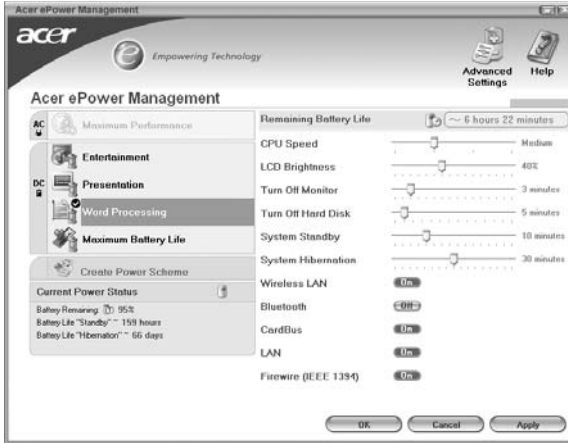 Acer ePower Management
acer
Empowering Technology
Advanced Settings
Help
Acer ePower Management
AC
Maximum Performance
DC
Entertainment
Presentation
Word Processing
Maximum Battery Life
Create Power Scheme
Current Power Status
Battery Remaining: 95%
Battery Life "Standby" ~ 159 hours
Battery Life "Hibernation" ~ 66 days
Remaining Battery Life ~ 6 hours 22 minutes
CPU Speed Medium
LCD Brightness 40%
Turn Off Monitor 3 minutes
Turn Off Hard Disk 5 minutes
System Standby 10 minutes
System Hibernation 30 minutes
Wireless LAN On
Bluetooth Off
CardBus On
LAN On
Firewire (IEEE 1394) On
OK Cancel Apply